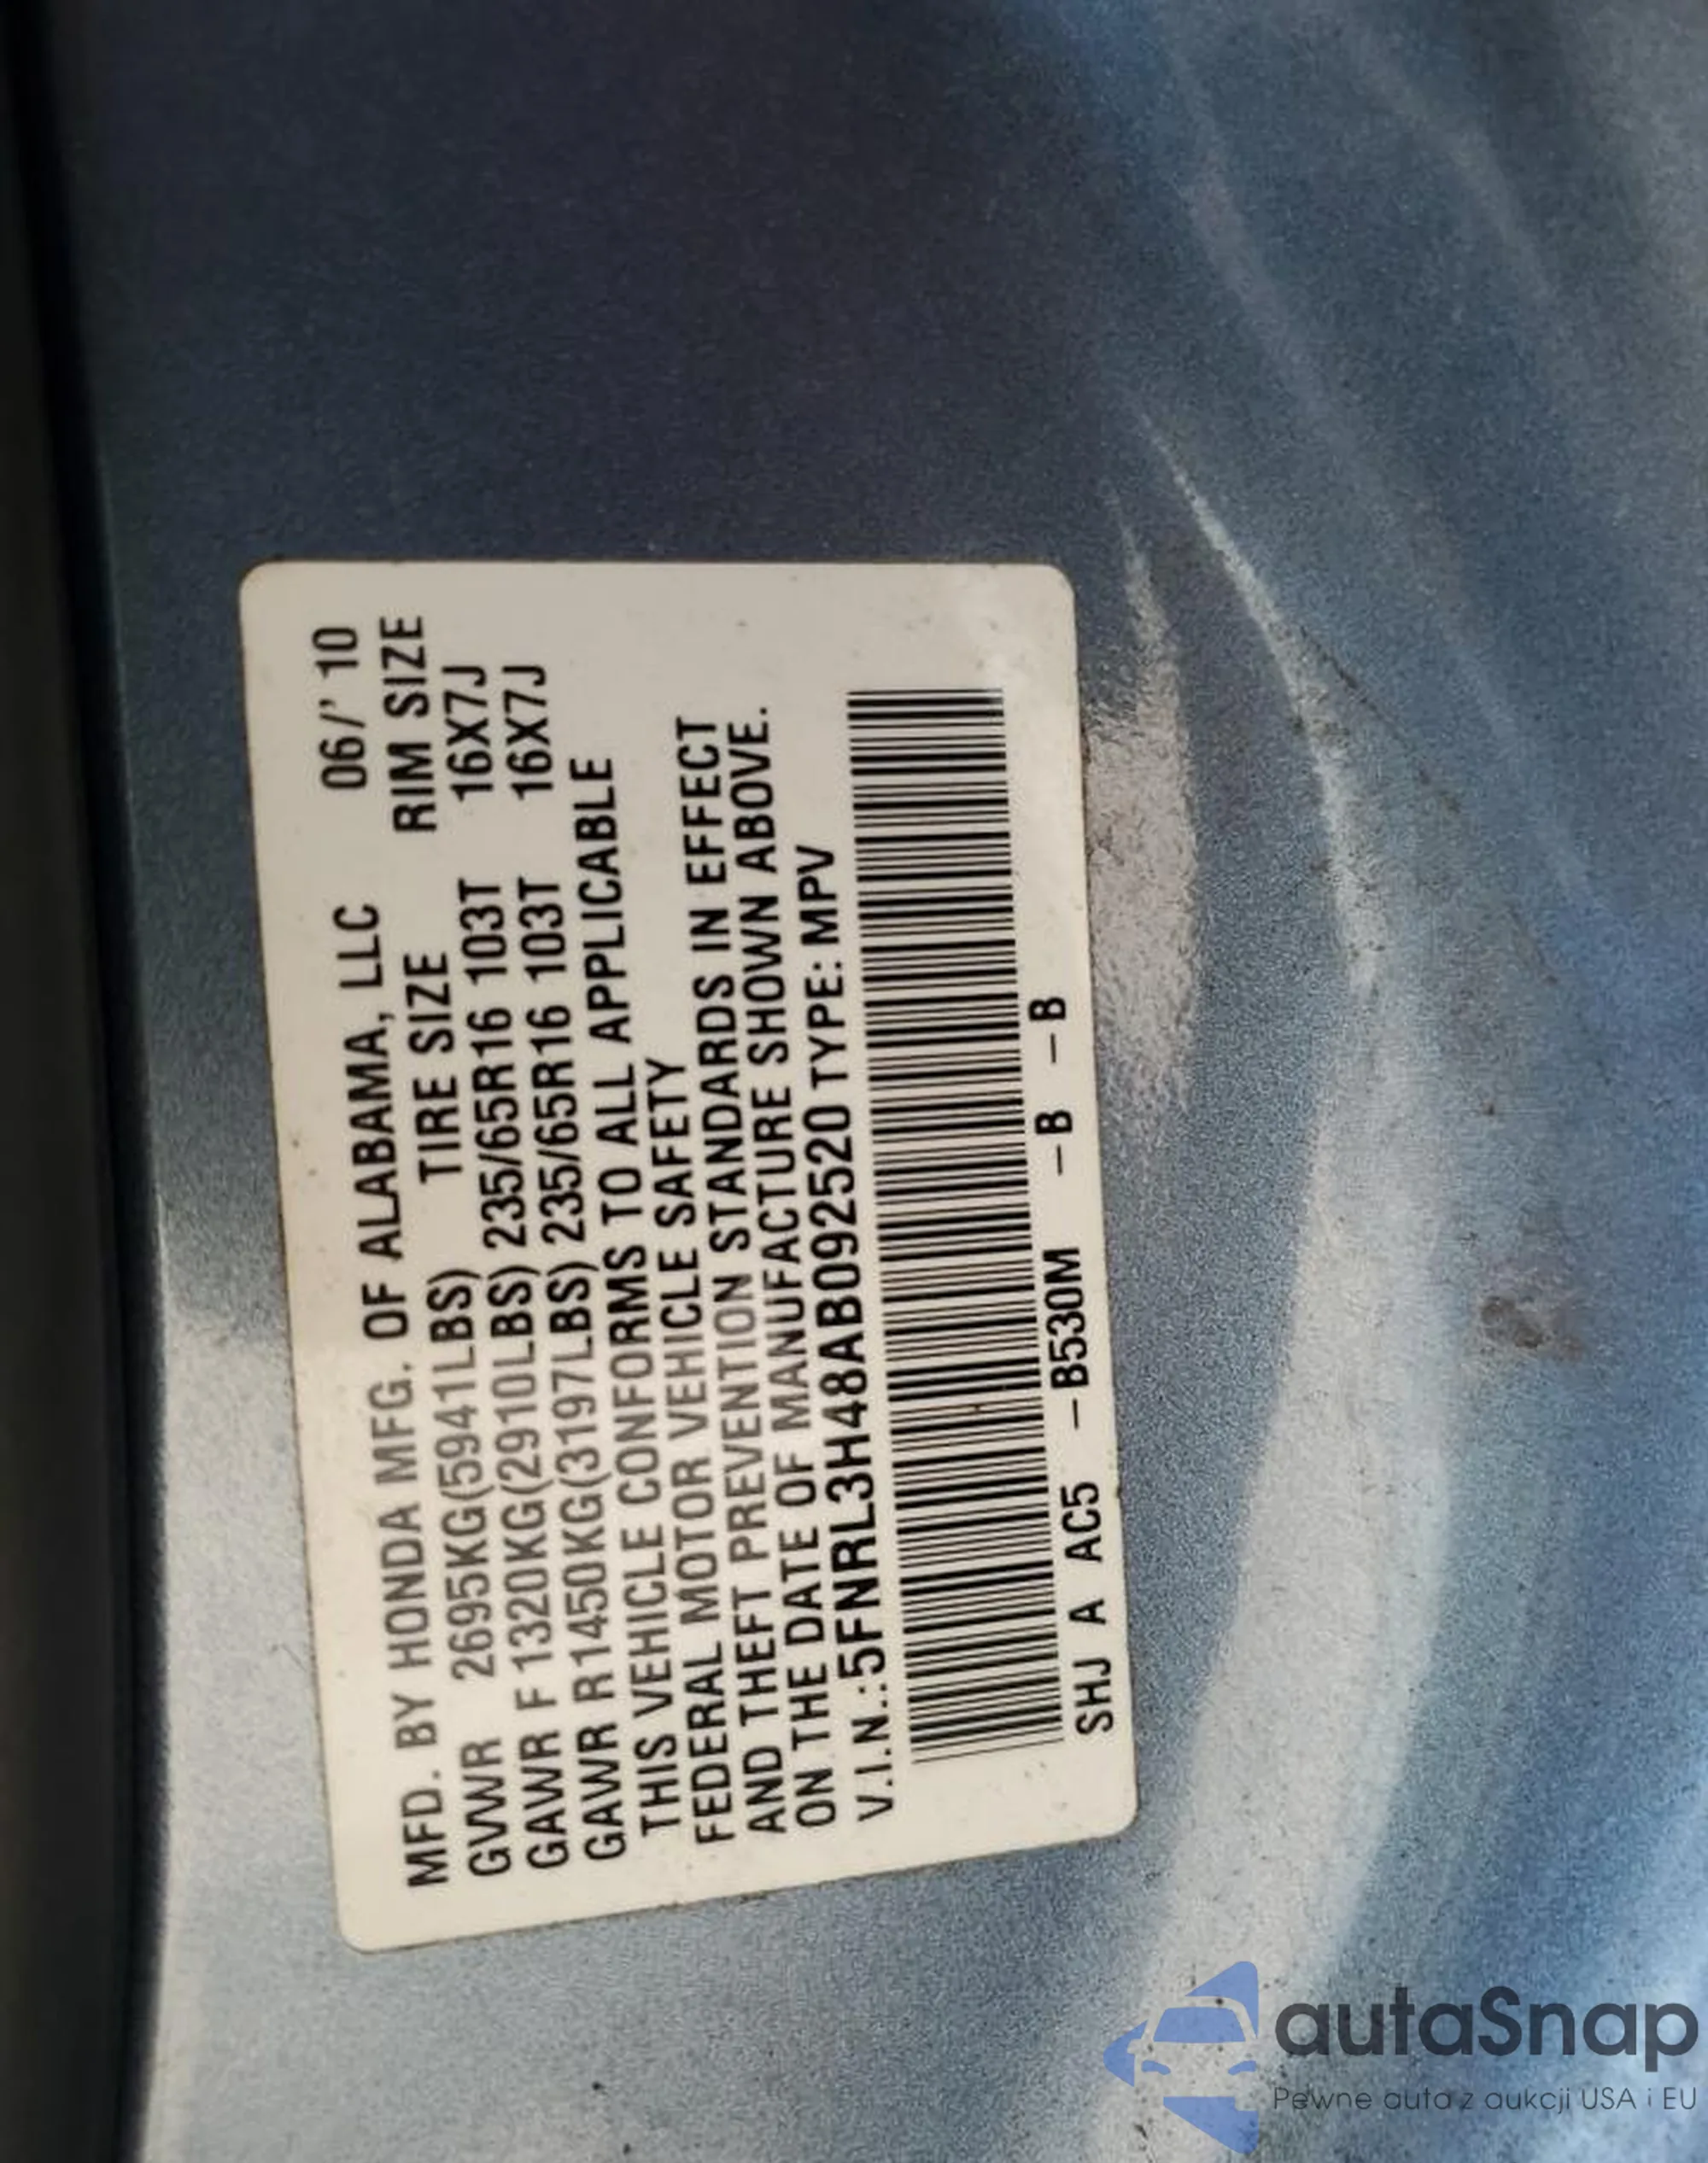 MFD. BY HONDA MFG. OF ALABAMA, LLC 06/' 10
GVWR 2695KG(5941LBS) TIRE SIZE RIM SIZE
GAWR F 1320KG(2910LBS) 235/65R16 103T 16X7J
GAWR R1450KG(3197LBS) 235/65R16 103T 16X7J
THIS VEHICLE CONFORMS TO ALL APPLICABLE
FEDERAL MOTOR VEHICLE SAFETY
AND THEFT PREVENTION STANDARDS IN EFFECT
ON THE DATE OF MANUFACTURE SHOWN ABOVE.
V.I.N.:5FNRL3H48AB092520 TYPE: MPV
SHJ A AC5 –B530M –B –B
autaSnap
Pewne auta z aukcji USA i EU